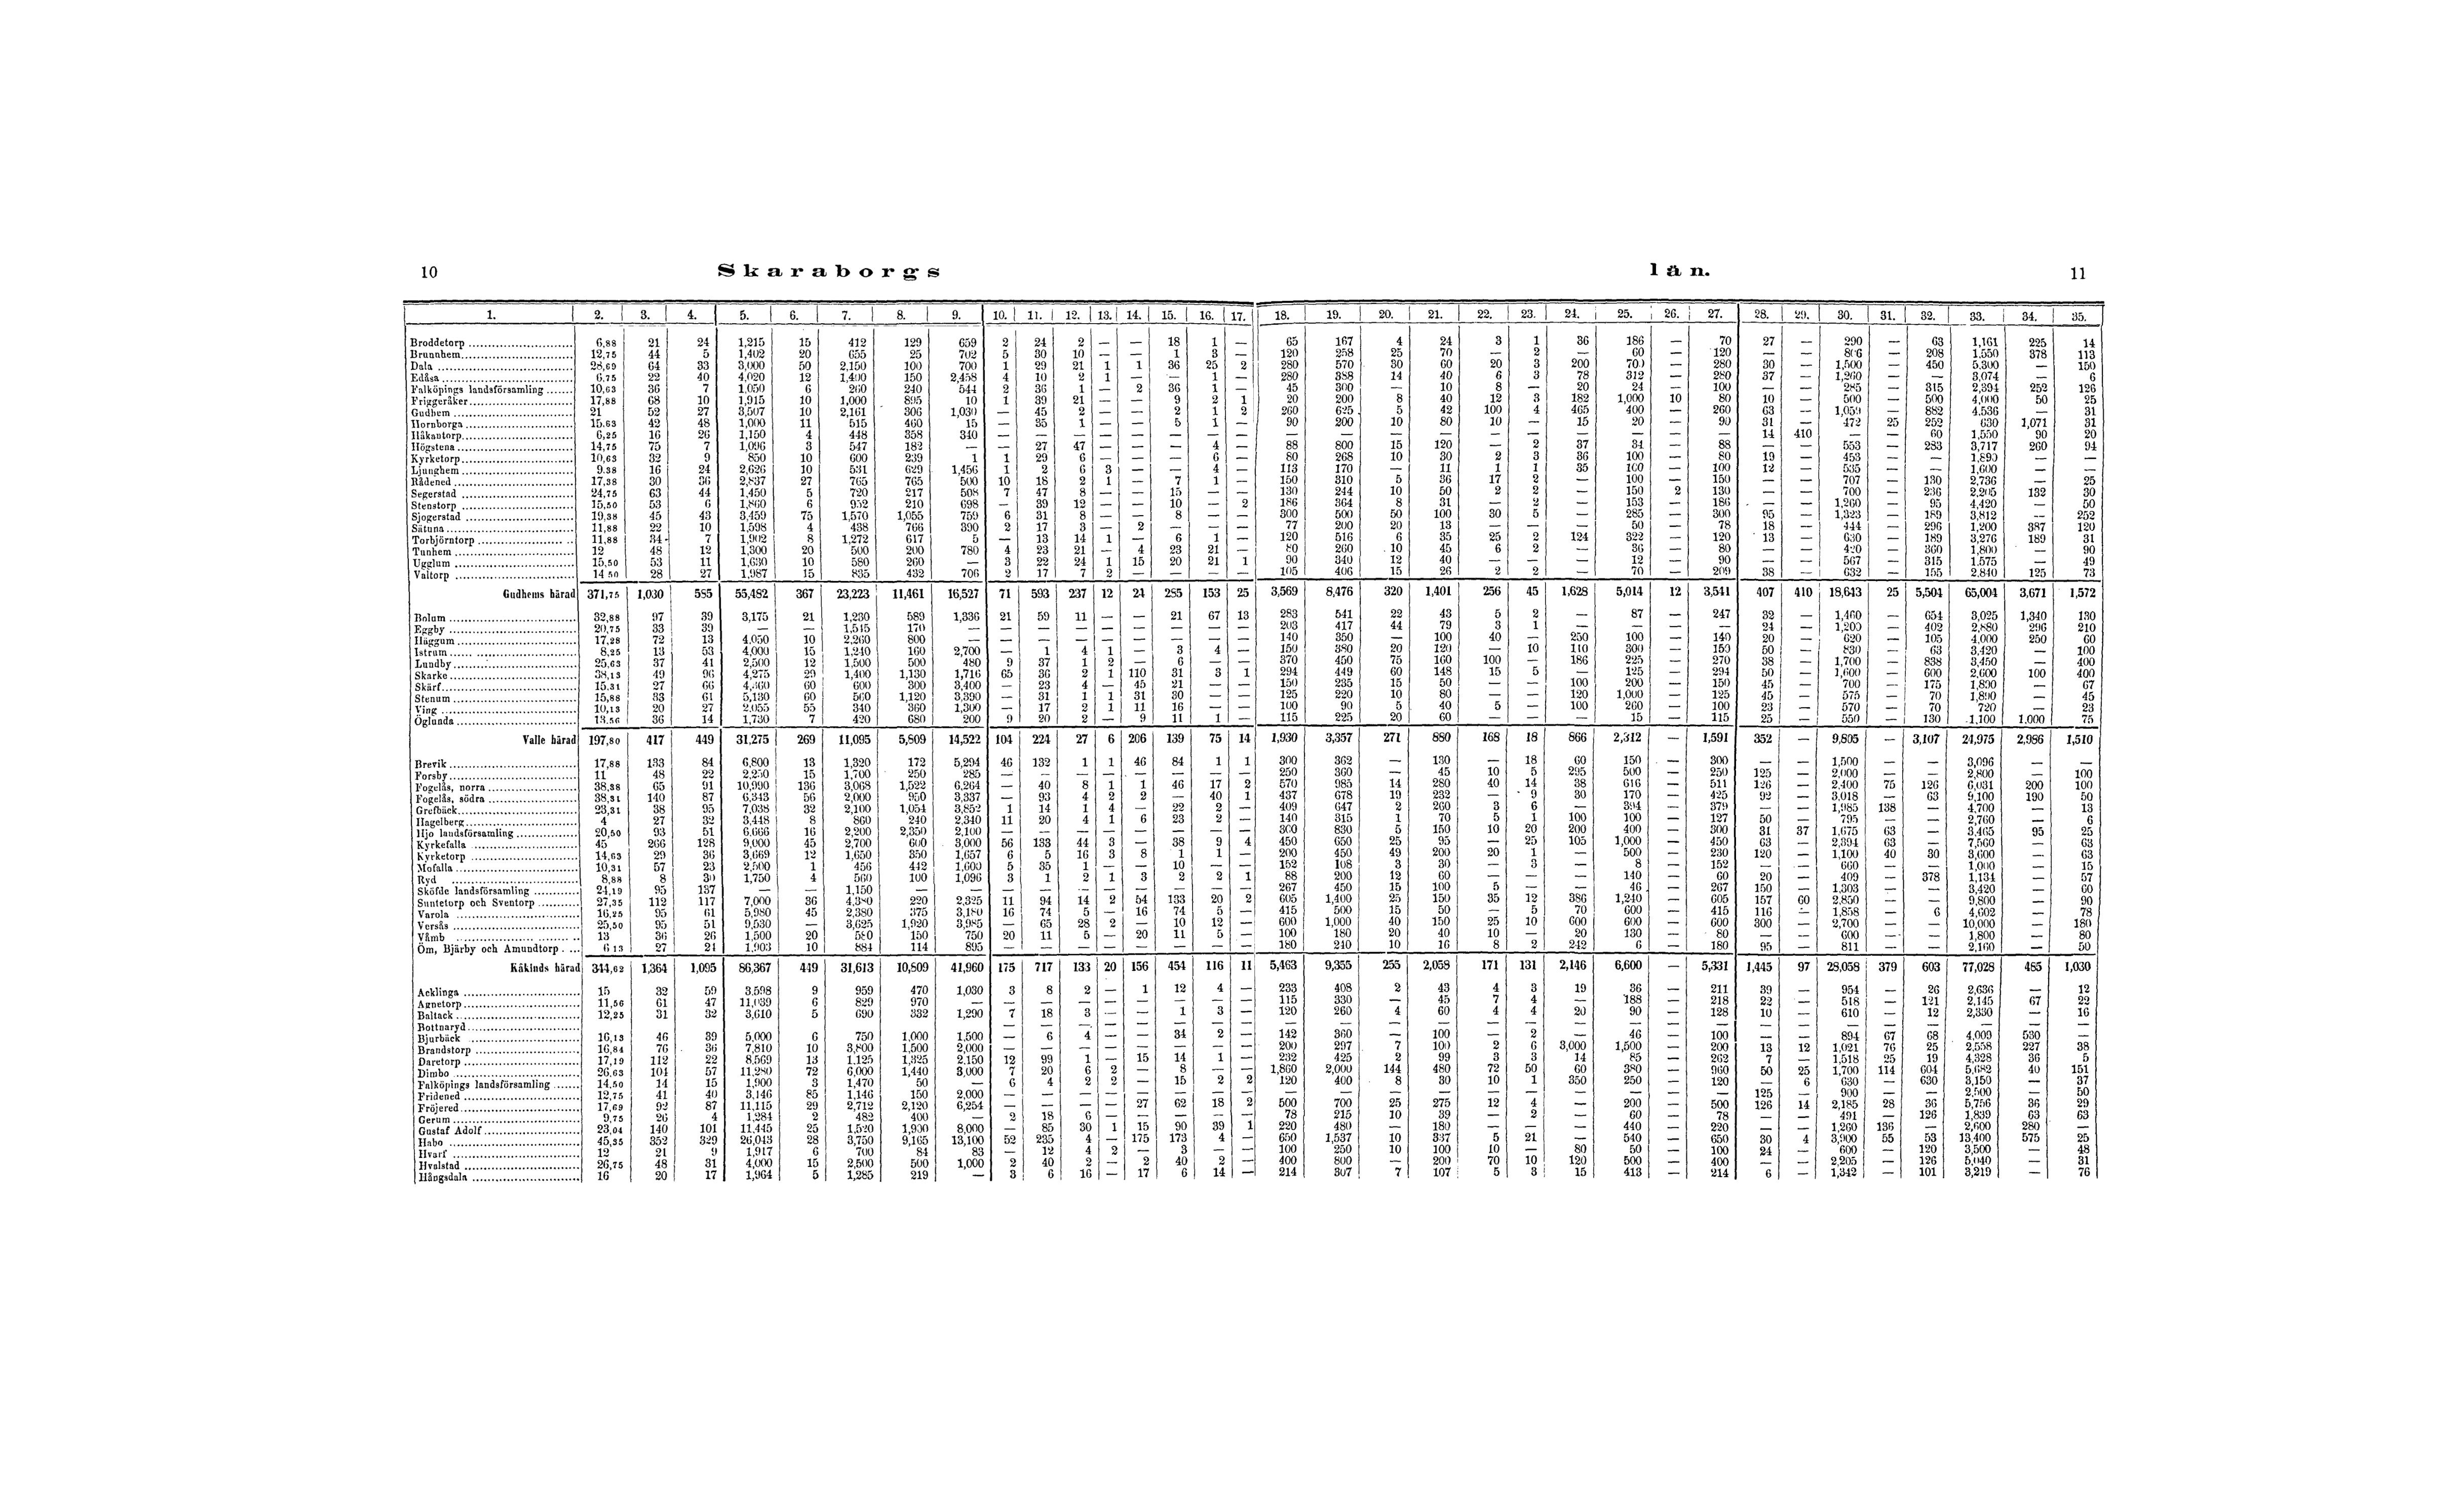 10 Skaraborgs län. 11
1. 2. 3. 4. 5. 6. 7. 8. 9. 10. 11. 12. 13. 14. 15. 16. 17. 18. 19. 20. 21. 22. 23. 24. 25. 26. 27. 28. 29. 30. 31. 32. 33. 34. 35.
Broddetorp 6,88 21 24 1,215 15 412 129 659 2 24 2 — — 18 1 — 65 167 4 24 3 1 36 186 — 70 27 — 290 — 63 1,161 225 14
Brunnhem 12,75 44 5 1,402 20 655 25 702 5 30 10 — — 1 3 — 120 258 25 70 — 2 — 60 — 120 — — 806 — 208 1,550 378 113
Dala 28,69 64 33 3,000 50 2,150 100 700 1 29 21 1 1 36 25 2 280 570 30 60 20 3 200 700 — 280 30 — 1,500 — 450 5,300 — 150
Edåsa 6,75 22 40 4,020 12 1,400 150 2,458 4 10 2 1 — — 1 — 280 388 14 40 6 3 78 312 — 280 37 — 1,260 — — 3,074 — 6
Falköpings landsförsamling 10,63 36 7 1,050 6 260 240 544 2 36 1 — 2 36 1 — 45 300 — 10 8 — 20 24 — 100 — — 285 — 315 2,394 252 126
Friggeråker 17,88 68 10 1,915 10 1,000 895 10 1 39 21 — — 9 2 1 20 200 8 40 12 3 182 1,000 10 80 10 — 500 — 500 4,000 50 25
Gudhem 21 52 27 3,507 10 2,161 306 1,030 — 45 2 — — 2 1 2 260 625 5 42 100 4 465 400 — 260 63 — 1,059 — 882 4,536 — 31
Hornborga 15,63 42 48 1,000 11 515 460 15 — 35 1 — — 5 1 — 90 200 10 80 10 — 15 20 — 90 31 — 472 25 252 630 1,071 31
Håkantorp 6,25 16 26 1,150 4 448 358 340 — — — — — — — — — — — — — — — — — — 14 410 — — 60 1,550 90 20
Högstena 14,75 75 7 1,096 3 547 182 — — 27 47 — — — 4 — 88 800 15 120 — 2 37 34 — 88 — — 553 — 283 3,717 260 94
Kyrketorp 10,63 32 9 850 10 600 239 1 1 29 6 — — — 6 — 80 268 10 30 2 3 36 100 — 80 19 — 453 — — 1,890 — —
Ljunghem 9,38 16 24 2,626 10 531 629 1,456 1 2 6 3 — — 4 — 113 170 — 11 1 1 35 100 — 100 12 — 535 — — 1,600 — —
Rådened 17,38 30 36 2,837 27 765 765 500 10 18 2 1 — 7 1 — 150 310 5 36 17 2 — 100 — 150 — — 707 — 130 2,736 — 25
Segerstad 24,75 63 44 1,450 5 720 217 508 7 47 8 — — 15 — — 130 244 10 50 2 2 — 150 2 130 — — 700 — 236 2,205 132 30
Stenstorp 15,50 53 6 1,860 6 952 210 698 — 39 12 — — 10 — 2 186 364 8 31 — 2 — 153 — 186 — — 1,260 — 95 4,420 — 50
Sjogerstad 19,38 45 43 3,459 75 1,570 1,055 759 6 31 8 — — 8 — — 300 500 50 100 30 5 — 285 — 300 95 — 1,323 — 189 3,812 — 252
Sätuna 11,88 22 10 1,598 4 438 766 390 2 17 3 — 2 — — — 77 200 20 13 — — — 50 — 78 18 — 444 — 296 1,200 387 120
Torbjörntorp 11,88 34 7 1,902 8 1,272 617 5 — 13 14 1 — 6 1 — 120 516 6 35 25 2 124 322 — 120 13 — 630 — 189 3,276 189 31
Tunhem 12 48 12 1,300 20 500 200 780 4 23 21 — 4 23 21 — 80 260 10 45 6 2 — 36 — 80 — — 420 — 360 1,800 — 90
Ugglum 15,50 53 11 1,630 10 580 260 — 3 22 24 1 15 20 21 1 90 340 12 40 — — — 12 — 90 — — 567 — 315 1,575 — 49
Valtorp 14,50 28 27 1,987 15 835 432 706 2 17 7 2 — — — — 105 406 15 26 2 2 — 70 — 209 38 — 632 — 155 2,840 125 73
Gudhems härad 371,75 1,030 585 55,482 367 23,223 11,461 16,527 71 593 237 12 24 285 153 25 3,569 8,476 320 1,401 256 45 1,628 5,014 12 3,541 407 410 18,643 25 5,504 65,004 3,671 1,572
Bolum 32,88 97 39 3,175 21 1,230 589 1,336 21 59 11 — — 21 67 13 283 541 22 43 5 2 — 87 — 247 32 — 1,460 — 654 3,025 1,340 130
Eggby 20,75 33 39 — — 1,515 170 — — — — — — — — — 203 417 44 79 3 1 — — — — 24 — 1,200 — 402 2,880 296 210
Häggum 17,28 72 13 4,050 10 2,260 800 — — — — — — — — — 140 350 — 100 40 — 250 100 — 140 20 — 620 — 105 4,000 250 60
Istrum 8,25 13 53 4,000 15 1,240 160 2,700 — 1 4 1 — 3 4 — 150 380 20 120 — 10 110 300 — 150 50 — 830 — 63 3,420 — 100
Lundby 25,63 37 41 2,500 12 1,500 500 480 9 37 1 2 — 6 — — 370 450 75 160 100 — 186 225 — 270 38 — 1,700 — 838 3,450 — 400
Skarke 38,13 49 96 4,275 29 1,400 1,130 1,716 65 36 2 1 110 31 3 1 294 449 60 148 15 5 — 125 — 294 50 — 1,600 — 600 2,600 100 400
Skärf 15,31 27 66 4,360 60 600 300 3,400 — 23 4 — 45 21 — — 150 235 15 50 — — 100 200 — 150 45 — 700 — 175 1,890 — 67
Stenum 15,88 33 61 5,130 60 560 1,120 3,390 — 31 1 1 31 30 — — 125 220 10 80 — — 120 1,000 — 125 45 — 575 — 70 1,890 — 45
Ving 10,13 20 27 2,055 55 340 360 1,300 — 17 2 1 11 16 — — 100 90 5 40 5 — 100 260 — 100 23 — 570 — 70 720 — 23
Öglunda 13,56 36 14 1,730 7 420 680 200 9 20 2 — 9 11 1 — 115 225 20 60 — — — 15 — 115 25 — 550 — 130 1,100 1,000 75
Valle härad 197,80 417 449 31,275 269 11,095 5,809 14,522 104 224 27 6 206 139 75 14 1,930 3,357 271 880 168 18 866 2,312 — 1,591 352 — 9,805 — 3,107 24,975 2,986 1,510
Brevik 17,88 133 84 6,800 13 1,320 172 5,294 46 132 1 1 46 84 1 1 300 362 — 130 — 18 60 150 — 300 — — 1,500 — — 3,096 — —
Forsby 11 48 22 2,250 15 1,700 250 285 — — — — — — — — 250 360 — 45 10 5 295 500 — 250 125 — 2,000 — — 2,800 — 100
Fogelås, norra 38,38 65 91 10,990 136 3,068 1,522 6,264 — 40 8 1 1 46 17 2 570 985 14 280 40 14 38 616 — 511 126 — 2,400 75 126 6,031 200 100
Fogelås, södra 38,31 140 87 6,343 56 2,000 950 3,337 — 93 4 2 2 — 40 1 437 678 19 232 — 9 30 170 — 425 92 — 3,018 — 63 9,100 190 50
Grefbäck 23,31 38 95 7,038 32 2,100 1,054 3,852 1 14 1 4 — 22 2 — 409 647 2 260 3 6 — 394 — 379 — — 1,985 138 — 4,700 — 13
Hagelberg 4 27 32 3,448 8 860 240 2,340 11 20 4 1 6 23 2 — 140 315 1 70 5 1 100 100 — 127 50 — 795 — — 2,760 — 6
Hjo landsförsamling 20,50 93 51 6,666 16 2,200 2,350 2,100 — — — — — — — — 300 830 5 150 10 20 200 400 — 300 31 37 1,675 63 — 3,465 95 25
Kyrkefalla 45 266 128 9,000 45 2,700 600 3,000 56 133 44 3 — 38 9 4 450 650 25 95 — 25 105 1,000 — 450 63 — 2,394 63 — 7,560 — 63
Kyrketorp 14,63 29 36 3,669 12 1,650 350 1,657 6 5 16 3 8 1 1 — 200 450 49 200 20 1 — 500 — 230 120 — 1,100 40 30 3,600 — 63
Mofalla 10,31 57 23 2,500 1 456 442 1,600 5 35 1 — — 10 — — 152 108 3 30 — 3 — 8 — 152 — — 660 — — 1,000 — 15
Ryd 8,88 8 30 1,750 4 560 100 1,096 3 1 2 1 3 2 2 1 88 200 12 60 — — — 140 — 60 20 — 409 — 378 1,134 — 57
Sköfde landsförsamling 24,19 95 137 — — 1,150 — — — — — — — — — — 267 450 15 100 5 — — 46 — 267 150 — 1,303 — — 3,420 — 60
Suntetorp och Sventorp 27,35 112 117 7,000 36 4,380 220 2,325 11 94 14 2 54 133 20 2 605 1,400 25 150 35 12 386 1,240 — 605 157 60 2,850 — — 9,800 — 90
Varola 16,25 95 61 5,980 45 2,380 375 3,180 16 74 5 — 16 74 5 — 415 500 15 50 — 5 70 600 — 415 116 — 1,858 — 6 4,602 — 78
Versås 25,50 95 51 9,530 — 3,625 1,920 3,985 — 65 28 2 — 10 12 — 600 1,000 40 150 25 10 600 600 — 600 300 — 2,700 — — 10,000 — 180
Våmb 13 36 26 1,500 20 580 150 750 20 11 5 — 20 11 5 — 100 180 20 40 10 — 20 130 — 80 — — 600 — — 1,800 — 80
Öm, Bjärby och Amundtorp 6,13 27 21 1,903 10 884 114 895 — — — — — — — — 180 240 10 16 8 2 242 6 — 180 95 — 811 — — 2,160 — 50
Kåkinds härad 344,62 1,364 1,095 86,367 449 31,613 10,809 41,960 175 717 133 20 156 454 116 11 5,463 9,355 255 2,058 171 131 2,146 6,600 — 5,331 1,445 97 28,058 379 603 77,028 485 1,030
Acklinga 15 32 59 3,598 9 959 470 1,030 3 8 2 — 1 12 4 — 233 408 2 43 4 3 19 36 — 211 39 — 954 — 26 2,636 — 12
Agnetorp 11,56 61 47 11,039 6 829 970 — — — — — — — — — 115 330 — 45 7 4 — 188 — 218 22 — 518 — 121 2,145 67 22
Baltack 12,25 31 32 3,610 5 690 332 1,290 7 18 3 — — 1 3 — 120 260 4 60 4 4 20 90 — 128 10 — 610 — 12 2,330 — 16
Bottnaryd — — — — — — — — — — — — — — — — — — — — — — — — — —
Bjurbäck 16,13 46 39 5,000 6 750 1,000 1,500 — 6 4 — — 34 2 — 142 360 — 100 — 2 — 46 — 100 — — 894 67 68 4,009 530 —
Brandstorp 16,84 76 36 7,810 10 3,800 1,500 2,000 — — — — — — — — 200 297 7 100 2 6 3,000 1,500 — 200 13 12 1,021 76 25 2,558 227 38
Daretorp 17,19 112 22 8,569 13 1,125 1,325 2,150 12 99 1 — 15 14 1 — 232 425 2 99 3 3 14 85 — 262 7 — 1,518 25 19 4,328 36 5
Dimbo 26,63 104 57 11,280 72 6,000 1,440 3,000 7 20 6 2 — 8 — — 1,860 2,000 144 480 72 50 60 380 — 960 50 25 1,700 114 604 5,682 40 151
Falköpings landsförsamling 14,50 14 15 1,900 3 1,470 50 — 6 4 2 2 — 15 2 2 120 400 8 30 10 1 350 250 — 120 — 6 630 — 630 3,150 — 37
Fridened 12,75 41 40 3,146 85 1,146 150 2,000 — — — — — — — — — — — — — — — — — — 125 — 900 — — 2,500 — 50
Fröjered 17,69 92 87 11,115 29 2,712 2,120 6,254 — — — — 27 62 18 2 500 700 25 275 12 4 — 200 — 500 126 14 2,185 28 36 5,756 36 29
Gerum 9,75 26 4 1,284 2 482 400 — 2 18 6 — — — — — 78 215 10 39 — 2 — 60 — 78 — — 491 — 126 1,839 63 63
Gustaf Adolf 23,04 140 101 11,445 25 1,520 1,900 8,000 — 85 30 1 15 90 39 1 220 480 — 180 — — — 440 — 220 — — 1,260 136 — 2,600 280 —
Habo 45,35 352 329 26,043 28 3,750 9,165 13,100 52 235 4 — 175 173 4 — 650 1,537 10 337 5 21 — 540 — 650 30 4 3,900 55 53 13,400 575 25
Hvarf 12 21 9 1,917 6 700 84 83 — 12 4 2 — 3 — — 100 250 10 100 10 — 80 50 — 100 24 — 600 — 120 3,500 — 48
Hvalstad 26,75 48 31 4,000 15 2,500 500 1,000 2 40 2 — 2 40 2 — 400 800 — 200 70 10 120 500 — 400 — — 2,205 — 126 5,040 — 31
Hångsdala 16 20 17 1,964 5 1,285 219 — 3 6 16 — 17 6 14 — 214 307 7 107 5 3 15 413 — 214 6 — 1,342 — 101 3,219 — 76